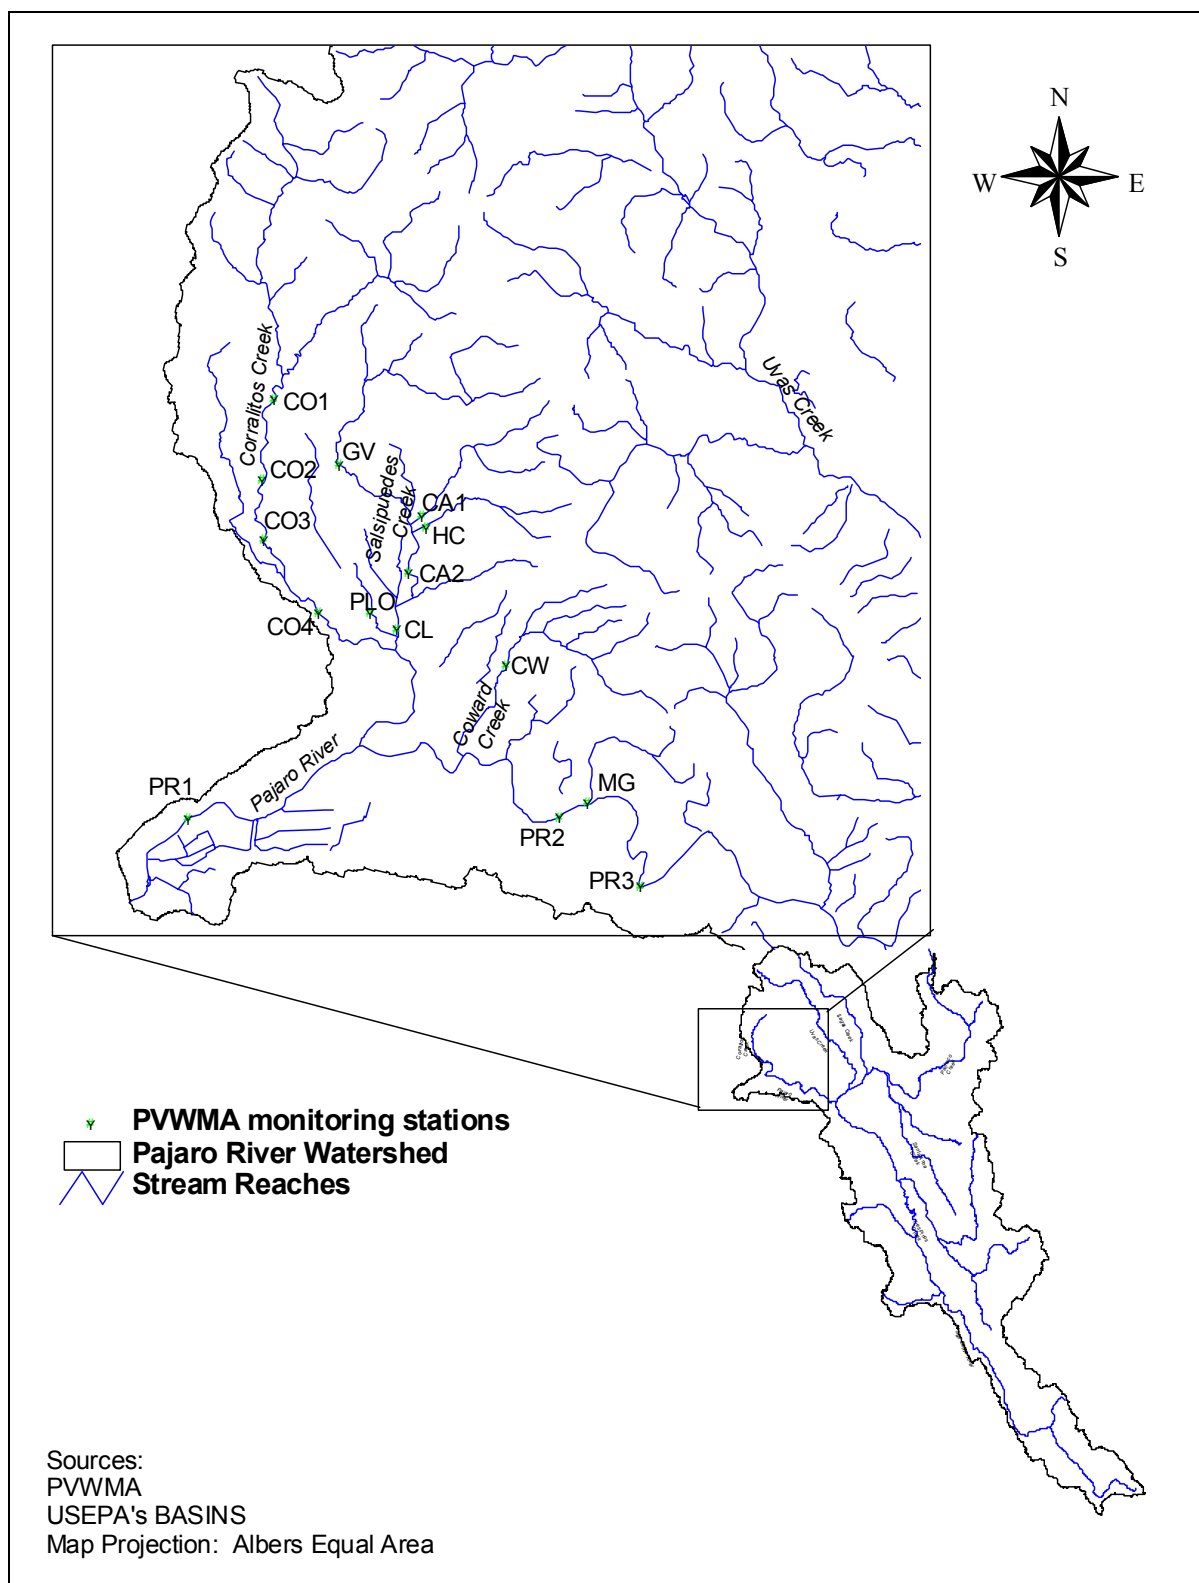 N
W E
S
Corralitos Creek
Uvas Creek
CO1
GV
CO2
Salsipuedes
Creek
CA1
CO3
HC
CA2
PLO
CO4
CL
CW
Coward
Creek
Pajaro River
PR1
MG
PR2
PR3
PVWMA monitoring stations
Pajaro River Watershed
Stream Reaches
Sources:
PVWMA
USEPA's BASINS
Map Projection: Albers Equal Area